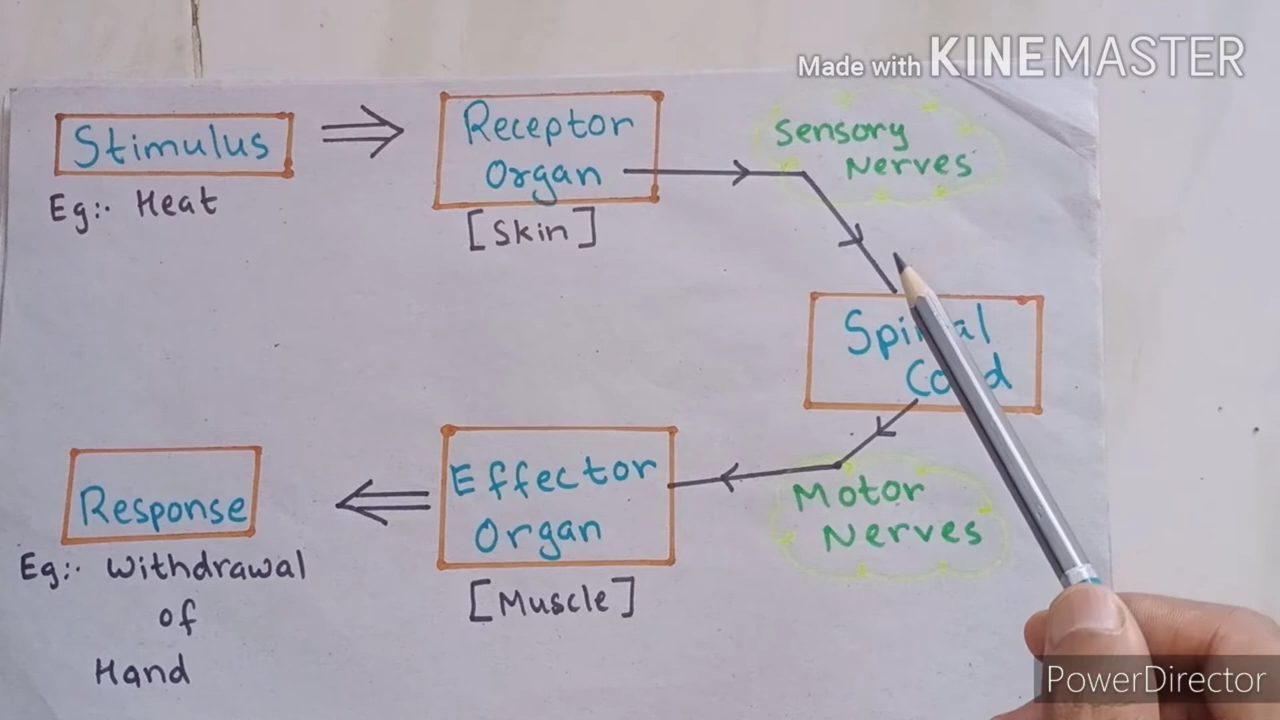 Made with KINEMASTER
Stimulus
Eg:- Heat
Receptor
Organ
[Skin]
Sensory
Nerves
Spinal
Cord
Motor
Nerves
Effector
Organ
[Muscle]
Response
Eg:- Withdrawal
of
Hand
PowerDirector